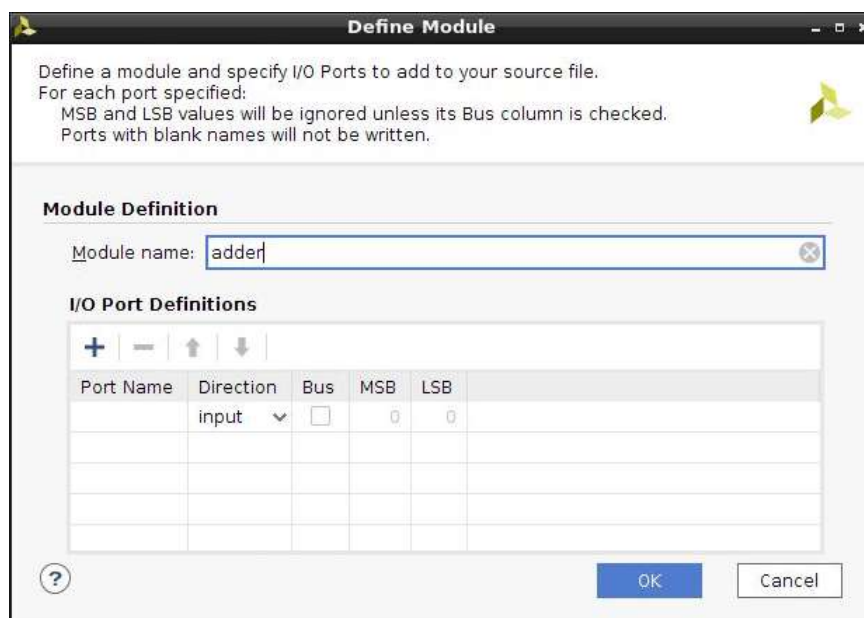 Define Module
Define a module and specify I/O Ports to add to your source file.
For each port specified:
MSB and LSB values will be ignored unless its Bus column is checked.
Ports with blank names will not be written.
Module Definition
Module name: adder
I/O Port Definitions
Port Name Direction Bus MSB LSB
input 0 0
? OK Cancel